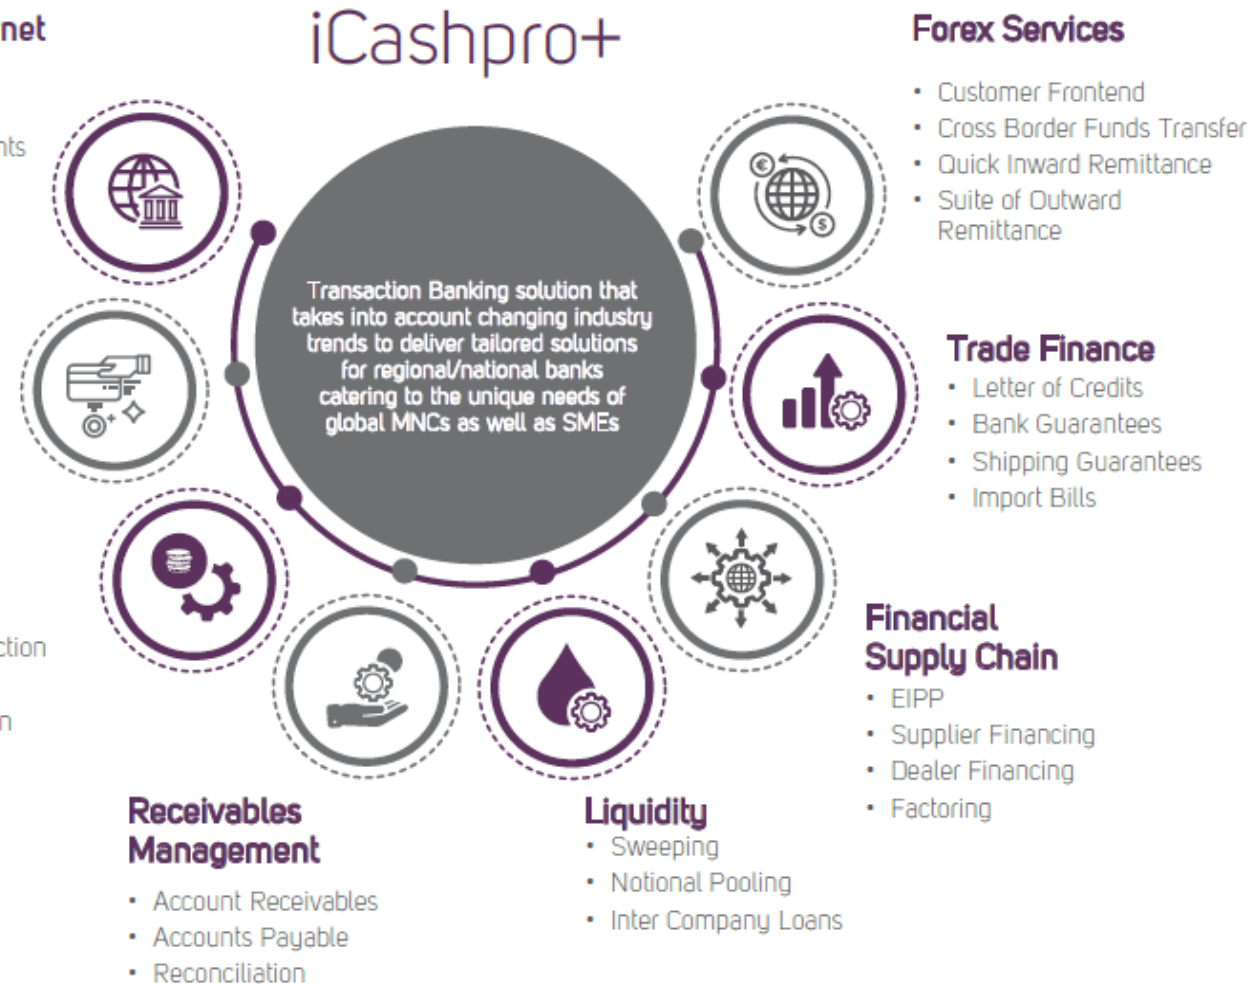 iCashpro+
Transaction Banking solution that
takes into account changing industry
trends to deliver tailored solutions
for regional/national banks
catering to the unique needs of
global MNCs as well as SMEs
Forex Services
• Customer Frontend
• Cross Border Funds Transfer
• Quick Inward Remittance
• Suite of Outward
Remittance
Trade Finance
• Letter of Credits
• Bank Guarantees
• Shipping Guarantees
• Import Bills
Financial
Supply Chain
• EIPP
• Supplier Financing
• Dealer Financing
• Factoring
Liquidity
• Sweeping
• Notional Pooling
• Inter Company Loans
Receivables
Management
• Account Receivables
• Accounts Payable
• Reconciliation